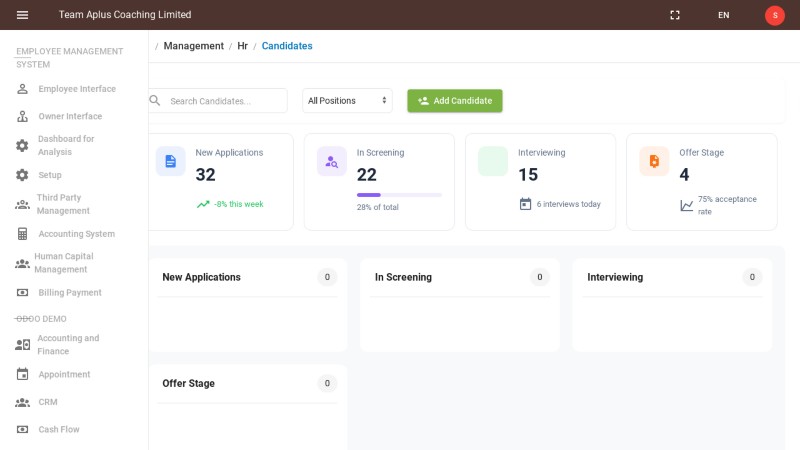 Team Aplus Coaching Limited
EN
S
EMPLOYEE MANAGEMENT
SYSTEM
Employee Interface
Owner Interface
Dashboard for
Analysis
Setup
Third Party
Management
Accounting System
Human Capital
Management
Billing Payment
ODOO DEMO
Accounting and
Finance
Appointment
CRM
Cash Flow
/ Management / Hr / Candidates
Search Candidates...
All Positions
Add Candidate
New Applications
32
-8% this week
In Screening
22
28% of total
Interviewing
15
6 interviews today
Offer Stage
4
75% acceptance
rate
New Applications
0
In Screening
0
Interviewing
0
Offer Stage
0